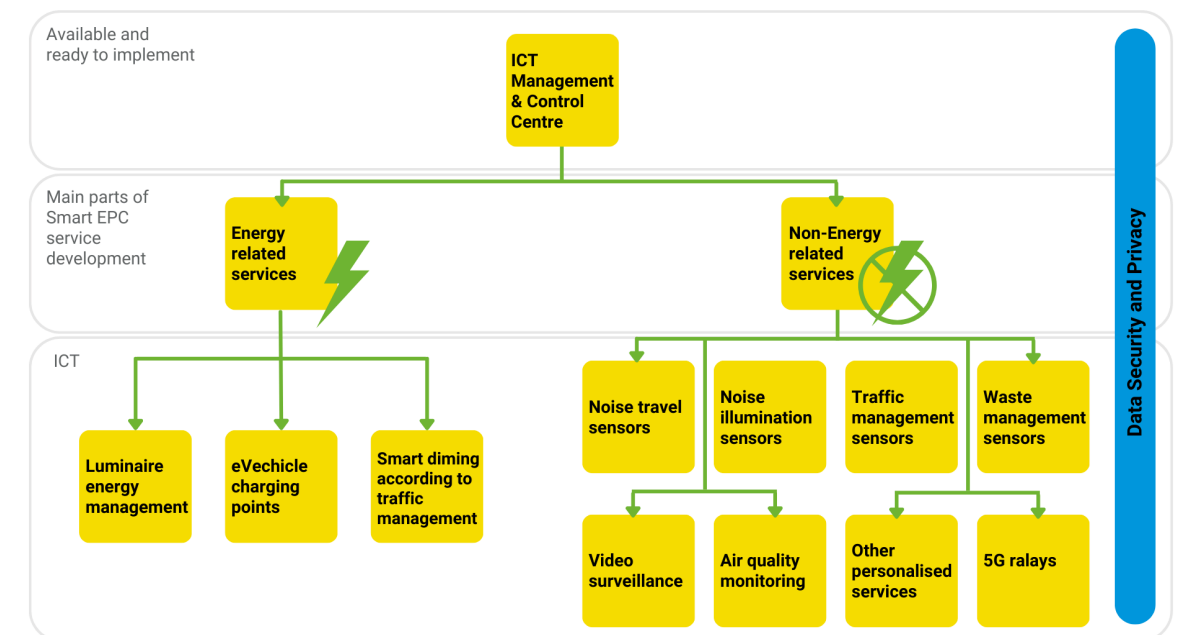 Available and
ready to implement
ICT
Management
& Control
Centre
Main parts of
Smart EPC
service
development
Energy
related
services
Non-Energy
related
services
Data Security and Privacy
ICT
Luminaire
energy
management
eVechicle
charging
points
Smart diming
according to
traffic
management
Noise travel
sensors
Noise
illumination
sensors
Traffic
management
sensors
Waste
management
sensors
Video
surveillance
Air quality
monitoring
Other
personalised
services
5G ralays